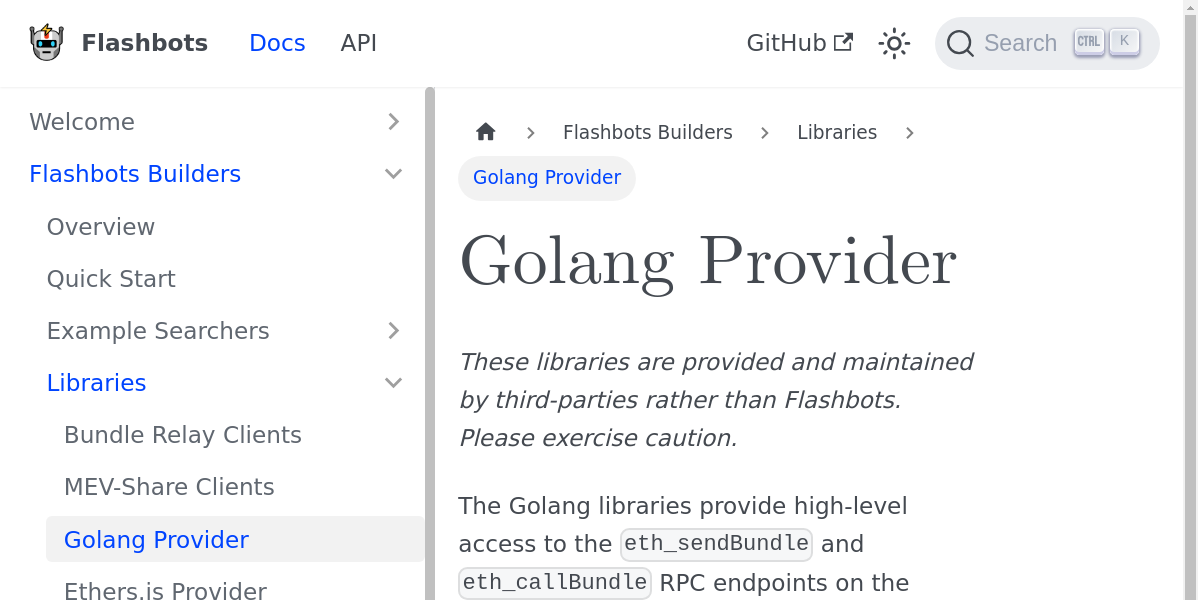 Flashbots
Docs
API
GitHub
Search
CTRL
K
Welcome
Flashbots Builders
Overview
Quick Start
Example Searchers
Libraries
Bundle Relay Clients
MEV-Share Clients
Golang Provider
Ethers.js Provider
Flashbots Builders
Libraries
Golang Provider
Golang Provider
These libraries are provided and maintained
by third-parties rather than Flashbots.
Please exercise caution.
The Golang libraries provide high-level
access to the eth_sendBundle and
eth_callBundle RPC endpoints on the